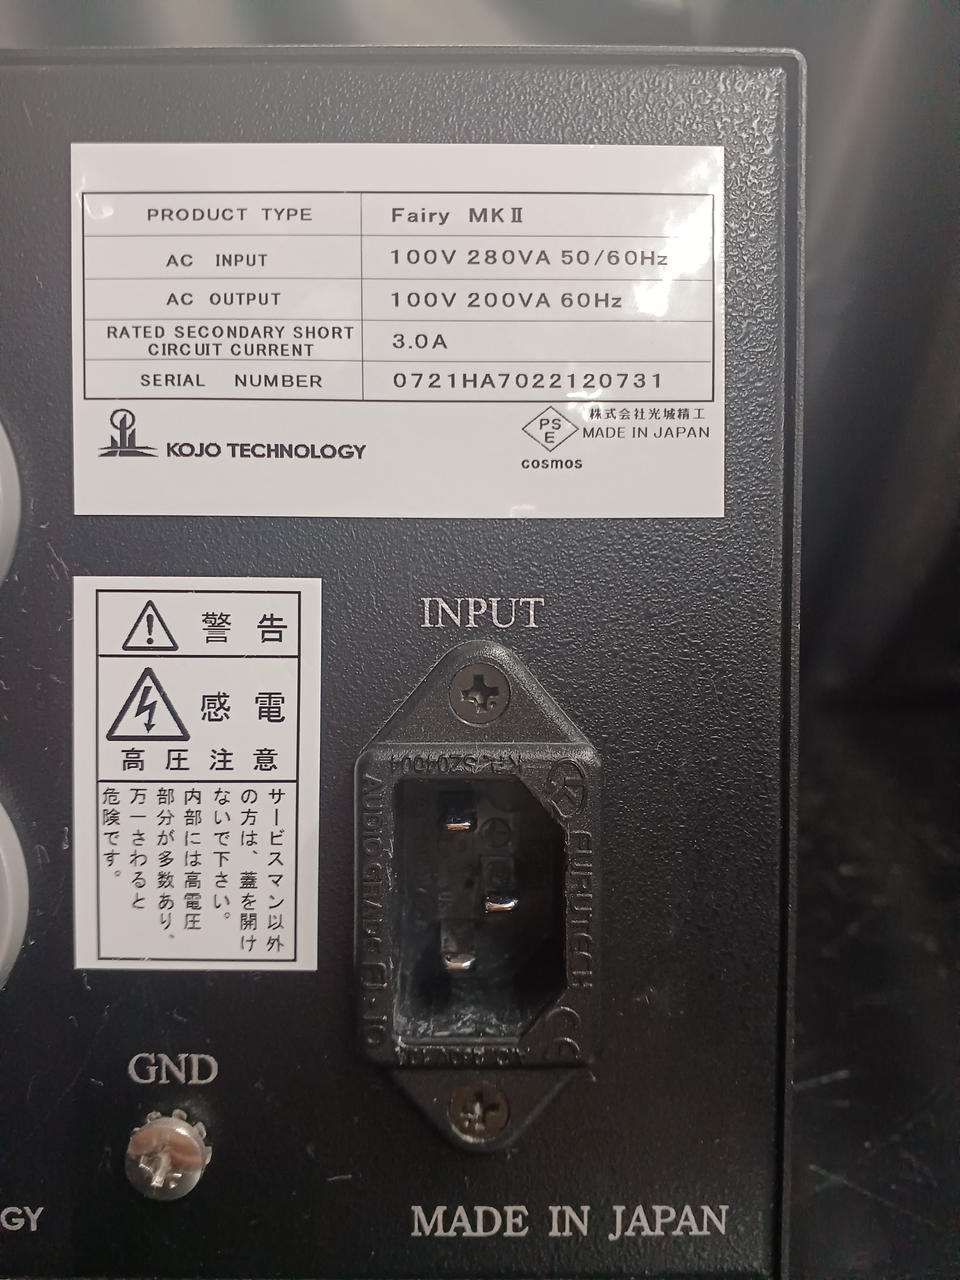 PRODUCT TYPE Fairy MKⅡ
AC INPUT 100V 280VA 50/60Hz
AC OUTPUT 100V 200VA 60Hz
RATED SECONDARY SHORT
CIRCUIT CURRENT 3.0A
SERIAL NUMBER 0721HA7022120731
KOJO TECHNOLOGY
PS
E
cosmos
株式会社光城精工
MADE IN JAPAN
警告
感電
高圧注意
サービスマン以外
の方は、蓋を開け
ないで下さい。
内部には高電圧
部分が多数あり、
万一さわると
危険です。
INPUT
AUDIO GRADE FI-10
FURUTECH
GND
GY
MADE IN JAPAN